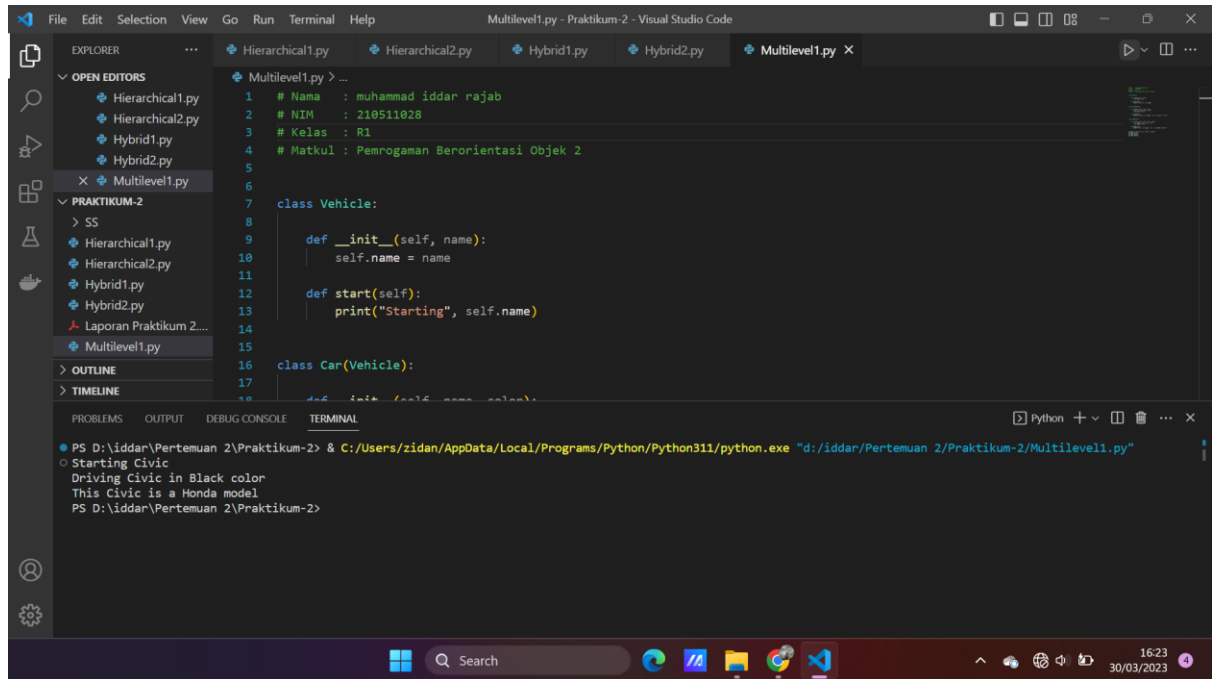 File Edit Selection View Go Run Terminal Help
Multilevel1.py - Praktikum-2 - Visual Studio Code
EXPLORER ...
OPEN EDITORS
Hierarchical1.py
Hierarchical2.py
Hybrid1.py
Hybrid2.py
Multilevel1.py
PRAKTIKUM-2
SS
Hierarchical1.py
Hierarchical2.py
Hybrid1.py
Hybrid2.py
Laporan Praktikum 2....
Multilevel1.py
OUTLINE
TIMELINE
Hierarchical1.py Hierarchical2.py Hybrid1.py Hybrid2.py Multilevel1.py
Multilevel1.py > ...
1 # Nama : muhammad iddar rajab
2 # NIM : 210511028
3 # Kelas : R1
4 # Matkul : Pemrogaman Berorientasi Objek 2
5
6
7 class Vehicle:
8
9 def __init__(self, name):
10 self.name = name
11
12 def start(self):
13 print("Starting", self.name)
14
15
16 class Car(Vehicle):
17
18 def __init__(self, name, color):
PROBLEMS OUTPUT DEBUG CONSOLE TERMINAL
Python
PS D:\iddar\Pertemuan 2\Praktikum-2> & C:/Users/zidan/AppData/Local/Programs/Python/Python311/python.exe "d:/iddar/Pertemuan 2/Praktikum-2/Multilevel1.py"
Starting Civic
Driving Civic in Black color
This Civic is a Honda model
PS D:\iddar\Pertemuan 2\Praktikum-2>
Search
16:23
30/03/2023
4